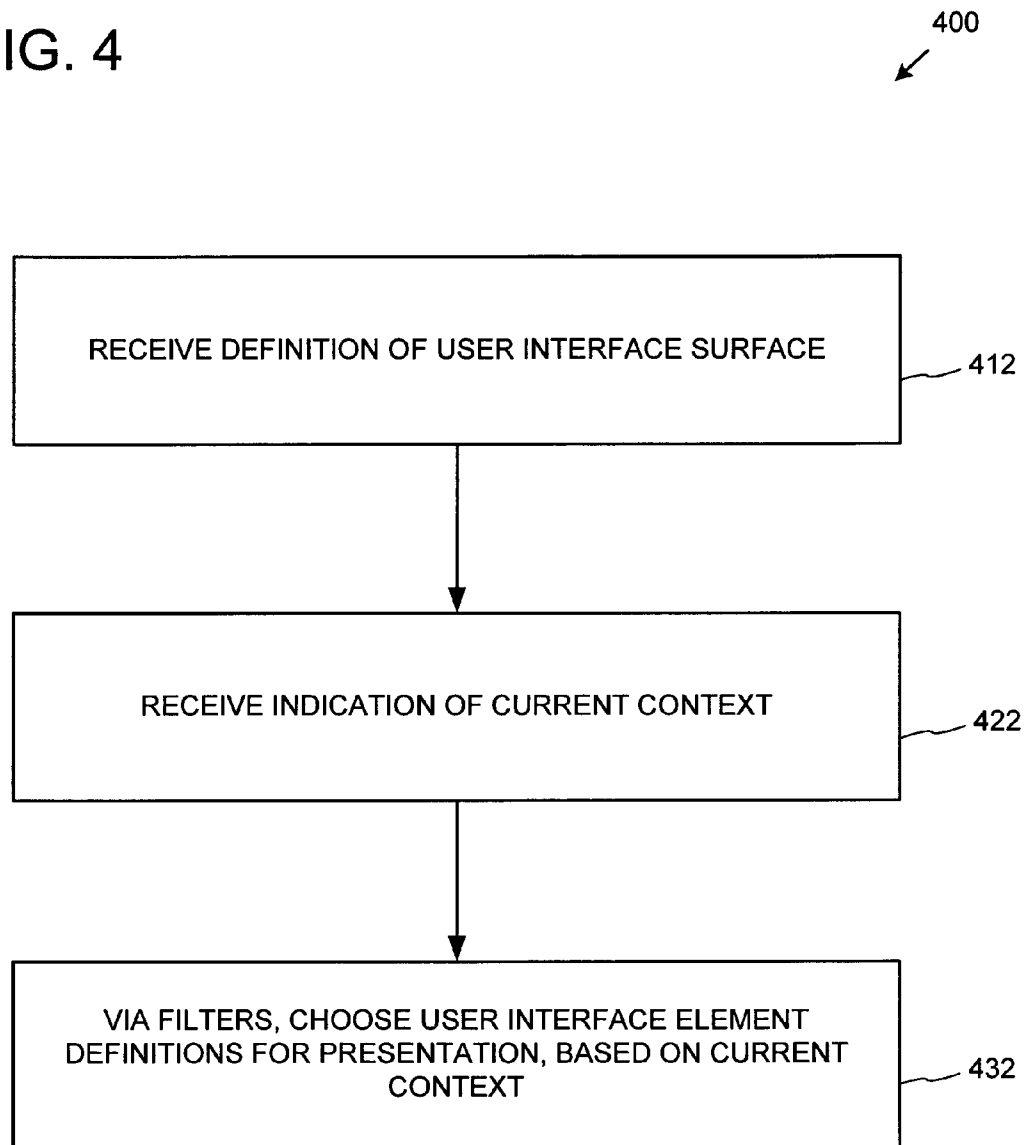 IG. 4
400
RECEIVE DEFINITION OF USER INTERFACE SURFACE
412
RECEIVE INDICATION OF CURRENT CONTEXT
422
VIA FILTERS, CHOOSE USER INTERFACE ELEMENT
DEFINITIONS FOR PRESENTATION, BASED ON CURRENT
CONTEXT
432